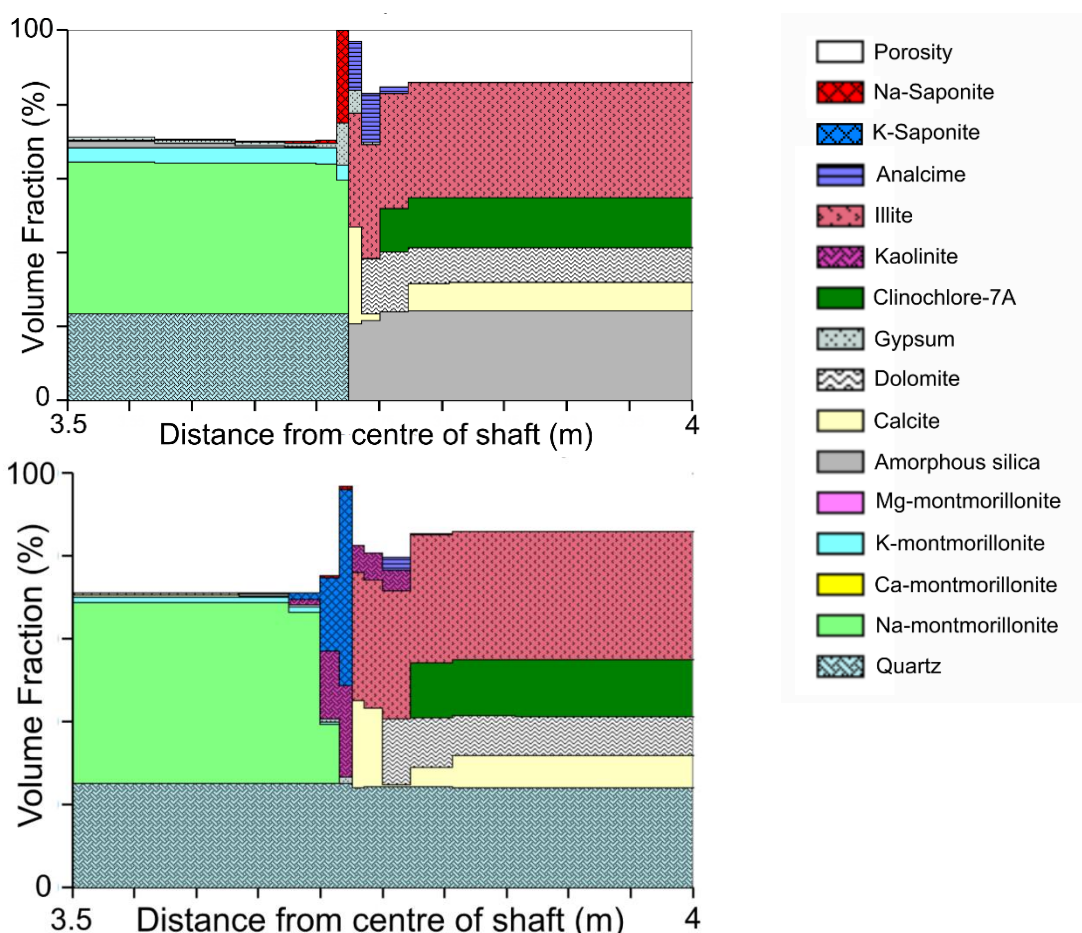 100
Volume Fraction (%)
0
3.5
4
Distance from centre of shaft (m)
100
Volume Fraction (%)
0
3.5
4
Distance from centre of shaft (m)
Porosity
Na-Saponite
K-Saponite
Analcime
Illite
Kaolinite
Clinochlore-7A
Gypsum
Dolomite
Calcite
Amorphous silica
Mg-montmorillonite
K-montmorillonite
Ca-montmorillonite
Na-montmorillonite
Quartz